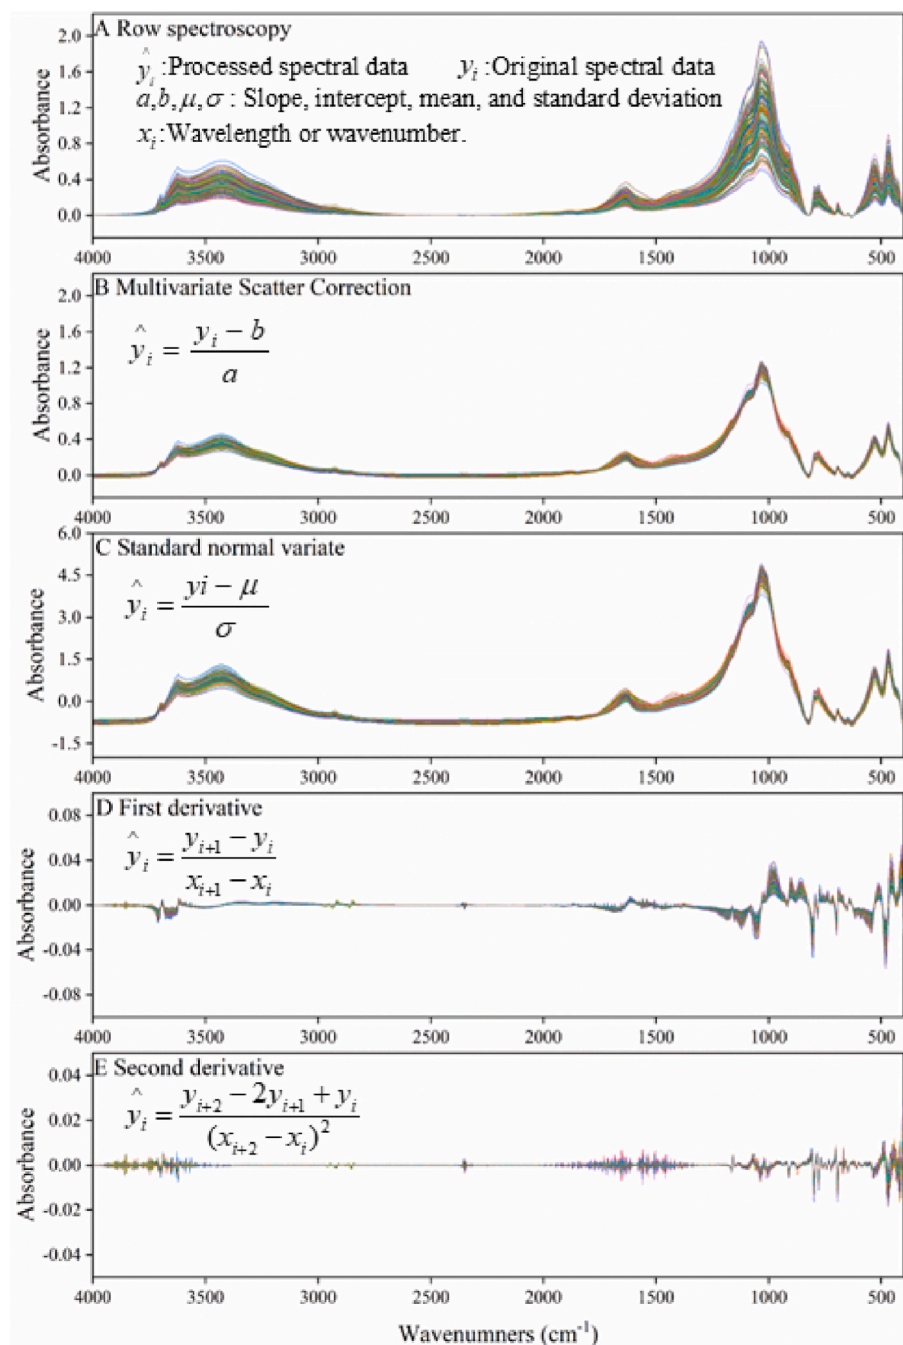 A Row spectroscopy
ŷᵢ :Processed spectral data yᵢ :Original spectral data
a,b,μ,σ : Slope, intercept, mean, and standard deviation
xᵢ :Wavelength or wavenumber.
Absorbance
2.0
1.6
1.2
0.8
0.4
0.0
4000 3500 3000 2500 2000 1500 1000 500
B Multivariate Scatter Correction
ŷᵢ = (yᵢ − b) / a
Absorbance
2.0
1.6
1.2
0.8
0.4
0.0
4000 3500 3000 2500 2000 1500 1000 500
C Standard normal variate
ŷᵢ = (yi − μ) / σ
Absorbance
6.0
4.5
3.0
1.5
0.0
-1.5
4000 3500 3000 2500 2000 1500 1000 500
D First derivative
ŷᵢ = (yᵢ₊₁ − yᵢ) / (xᵢ₊₁ − xᵢ)
Absorbance
0.08
0.04
0.00
-0.04
-0.08
4000 3500 3000 2500 2000 1500 1000 500
E Second derivative
ŷᵢ = (yᵢ₊₂ − 2yᵢ₊₁ + yᵢ) / (xᵢ₊₂ − xᵢ)²
Absorbance
0.04
0.02
0.00
-0.02
-0.04
4000 3500 3000 2500 2000 1500 1000 500
Wavenumners (cm⁻¹)